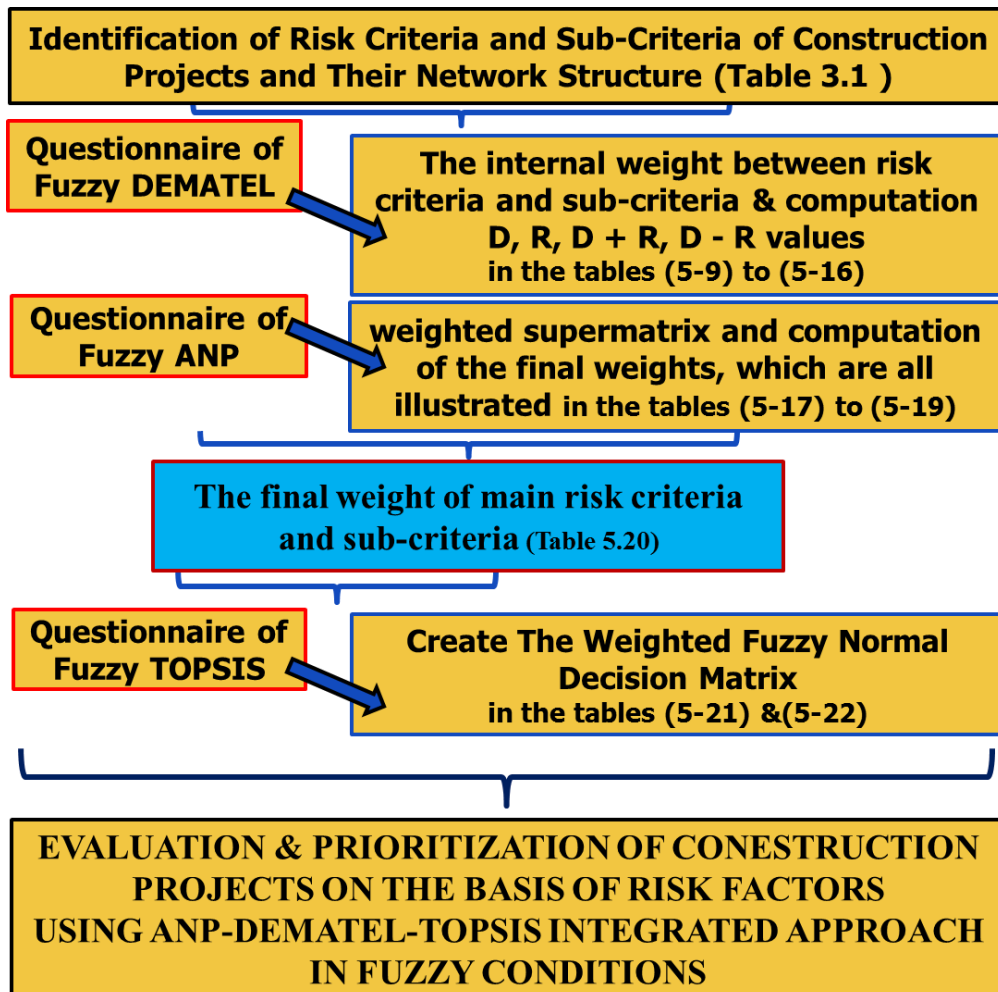 Identification of Risk Criteria and Sub-Criteria of Construction
Projects and Their Network Structure (Table 3.1 )
Questionnaire of
Fuzzy DEMATEL
The internal weight between risk
criteria and sub-criteria & computation
D, R, D + R, D - R values
in the tables (5-9) to (5-16)
Questionnaire of
Fuzzy ANP
weighted supermatrix and computation
of the final weights, which are all
illustrated in the tables (5-17) to (5-19)
The final weight of main risk criteria
and sub-criteria (Table 5.20)
Questionnaire of
Fuzzy TOPSIS
Create The Weighted Fuzzy Normal
Decision Matrix
in the tables (5-21) &(5-22)
EVALUATION & PRIORITIZATION OF CONESTRUCTION
PROJECTS ON THE BASIS OF RISK FACTORS
USING ANP-DEMATEL-TOPSIS INTEGRATED APPROACH
IN FUZZY CONDITIONS